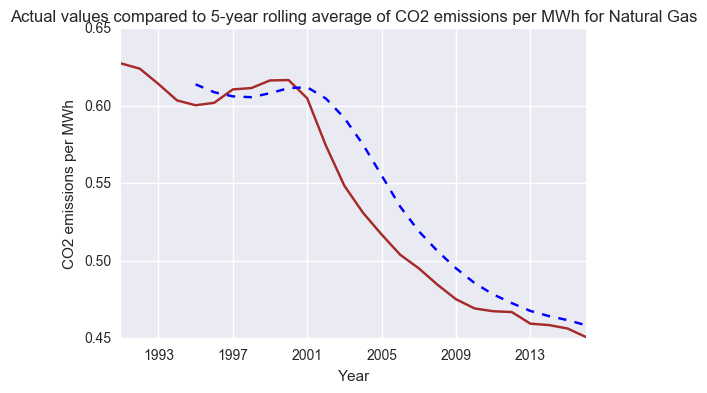 Actual values compared to 5-year rolling average of CO2 emissions per MWh for Natural Gas
0.65
0.60
0.55
0.50
0.45
CO2 emissions per MWh
1993 1997 2001 2005 2009 2013
Year